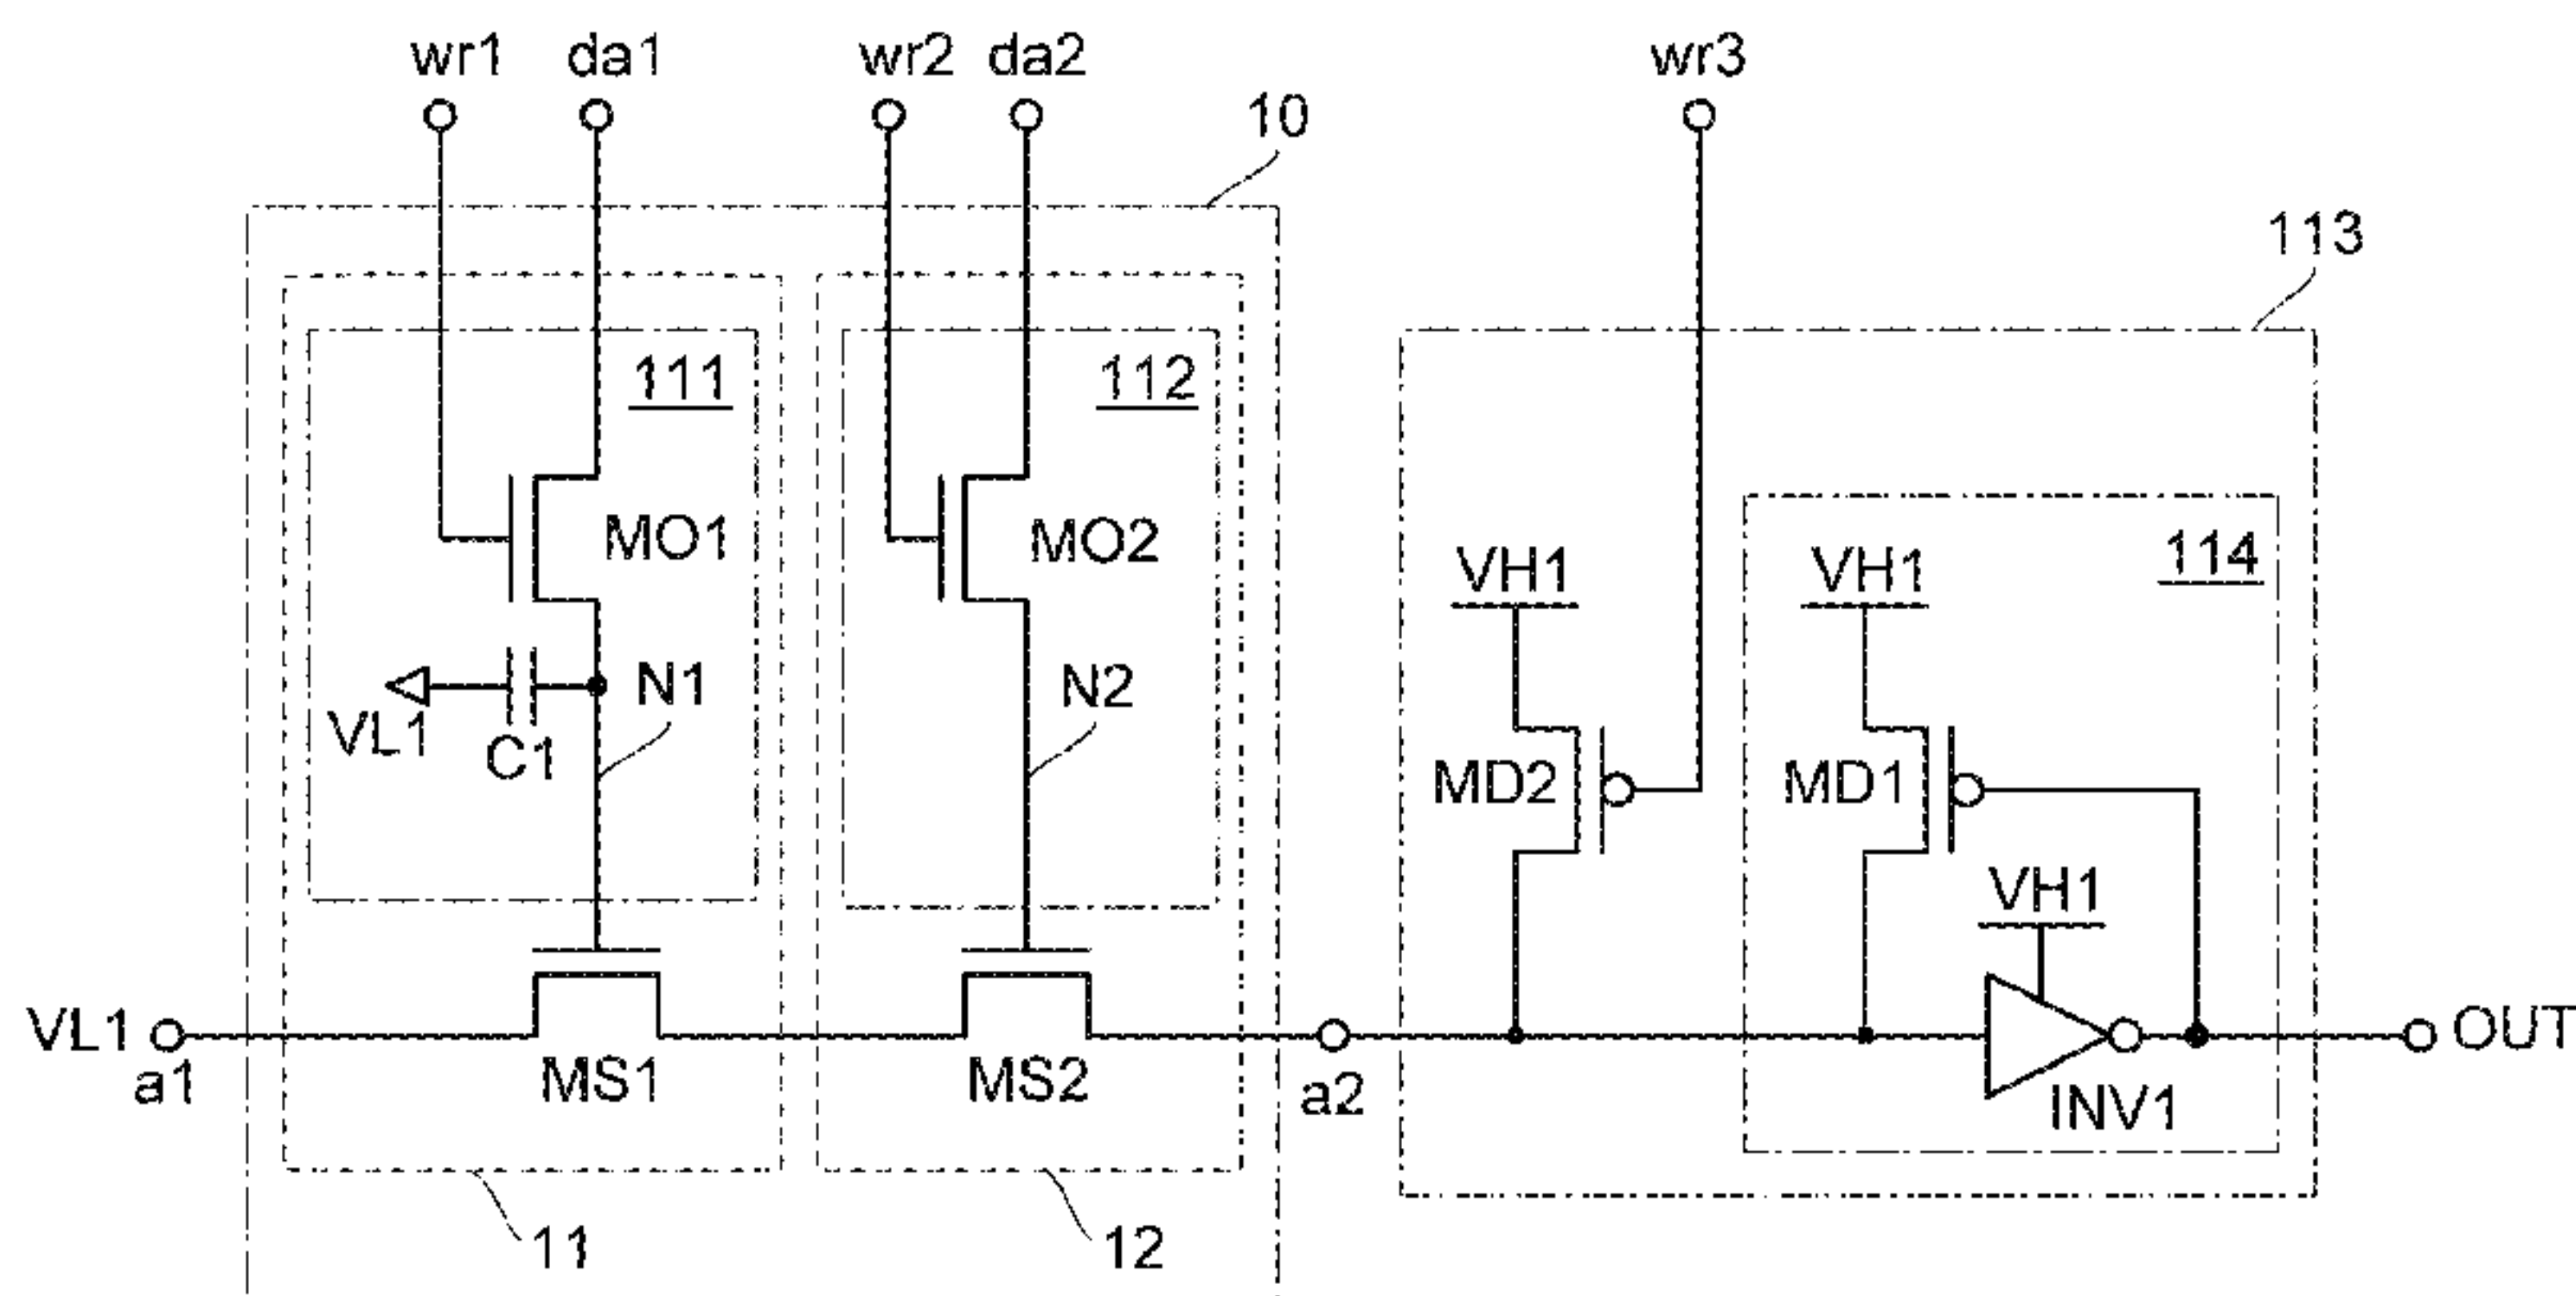 wr1 da1 wr2 da2 wr3
10
113
111 112
MO1 MO2
VH1 VH1 114
N1 N2
VL1 C1
MD2 MD1
VH1
VL1 OUT
a1 MS1 MS2 a2 INV1
11 12